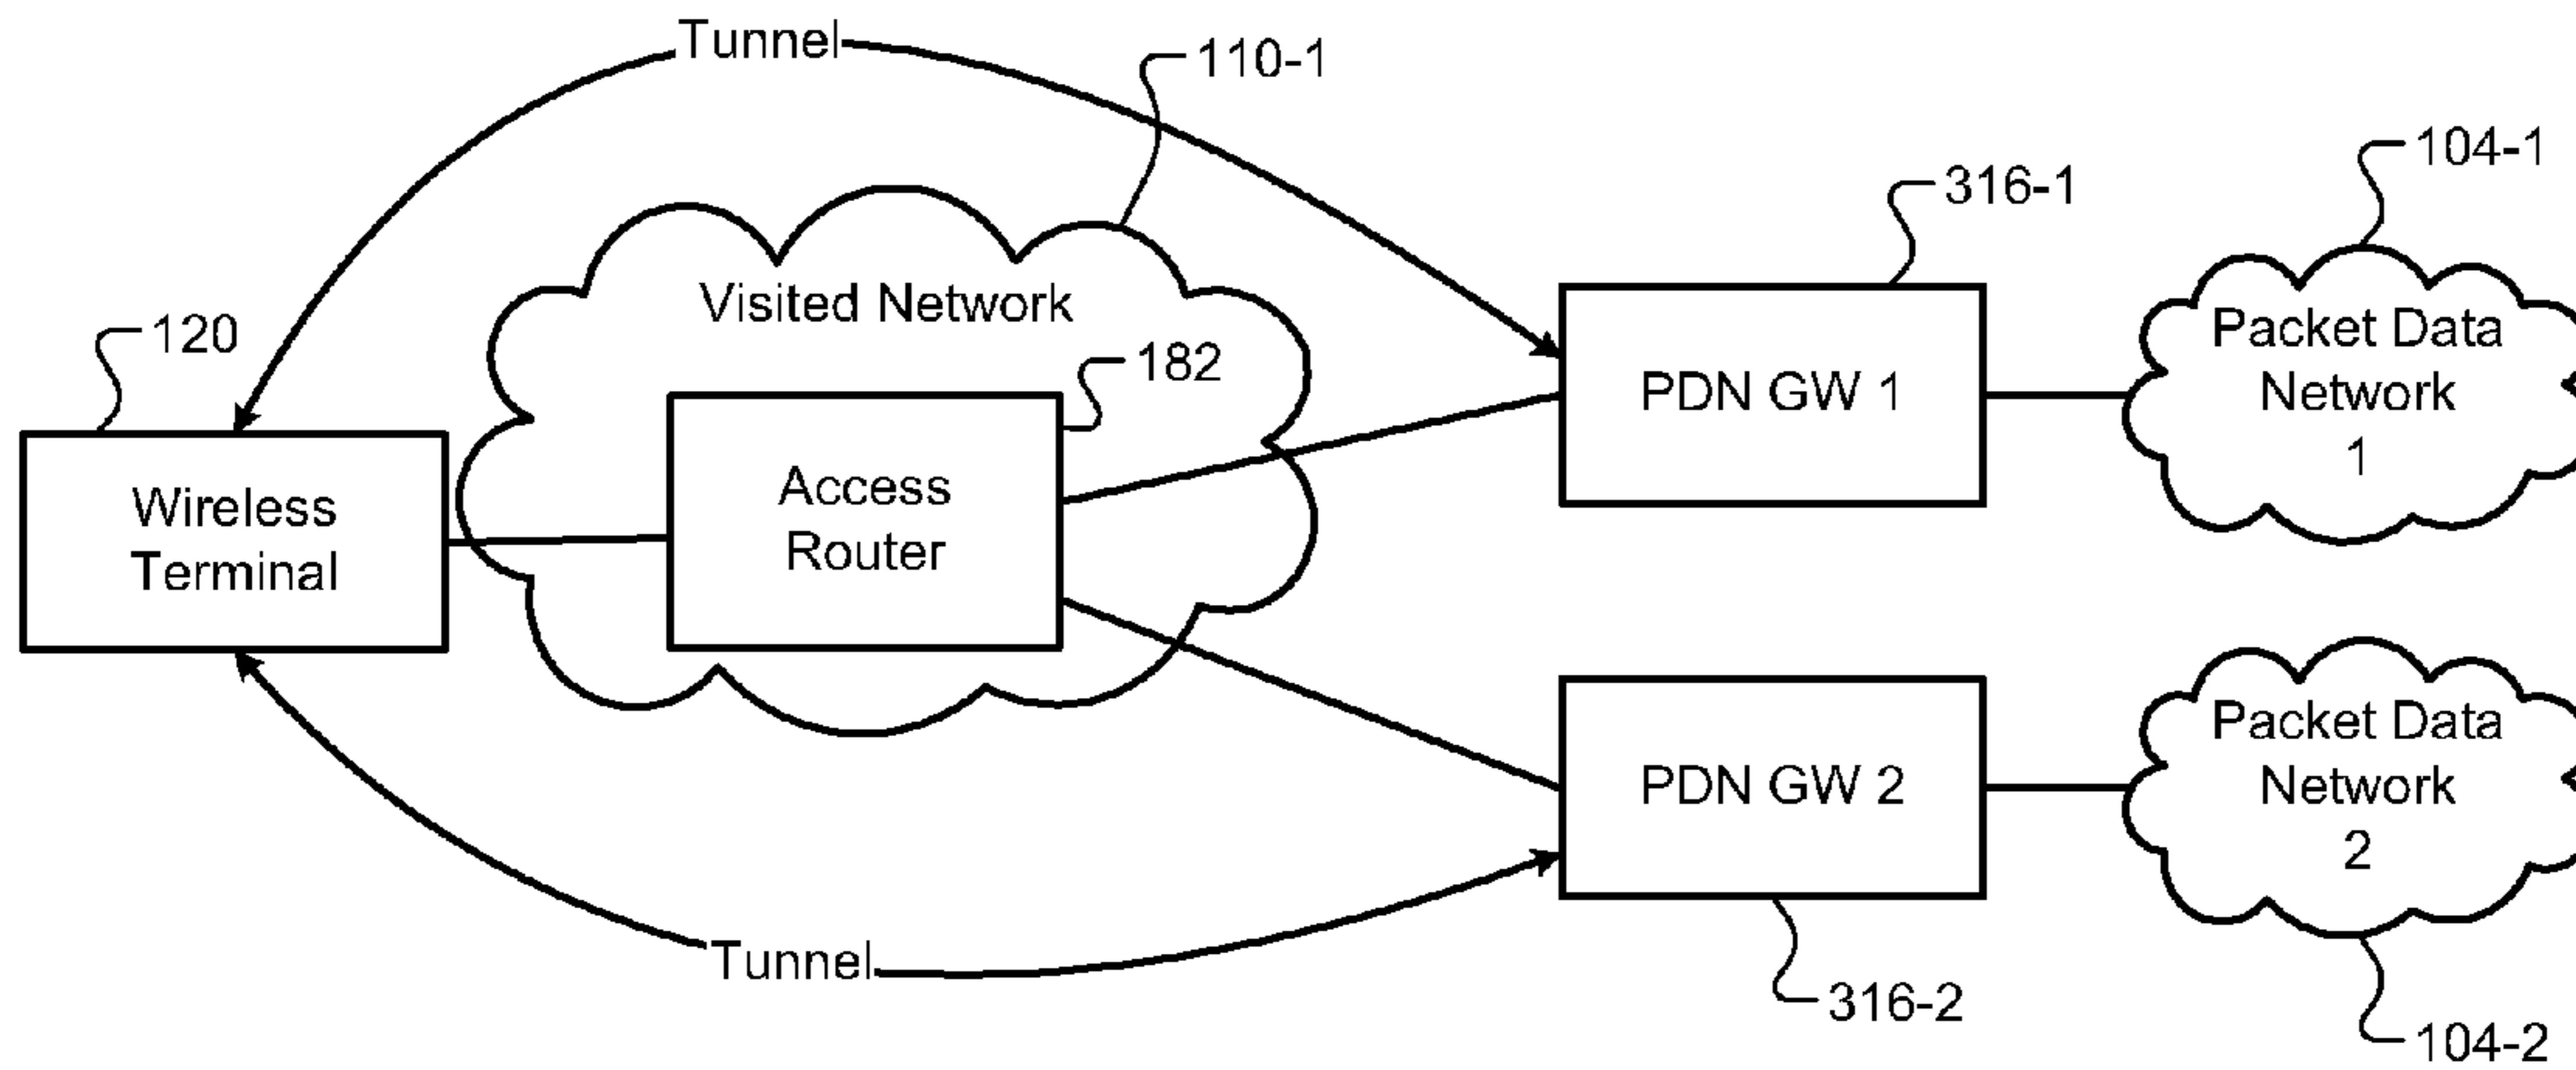 Tunnel
110-1
104-1
316-1
Visited Network
120
182
Packet Data
Network
1
PDN GW 1
Wireless
Terminal
Access
Router
Packet Data
Network
2
PDN GW 2
Tunnel
316-2
104-2